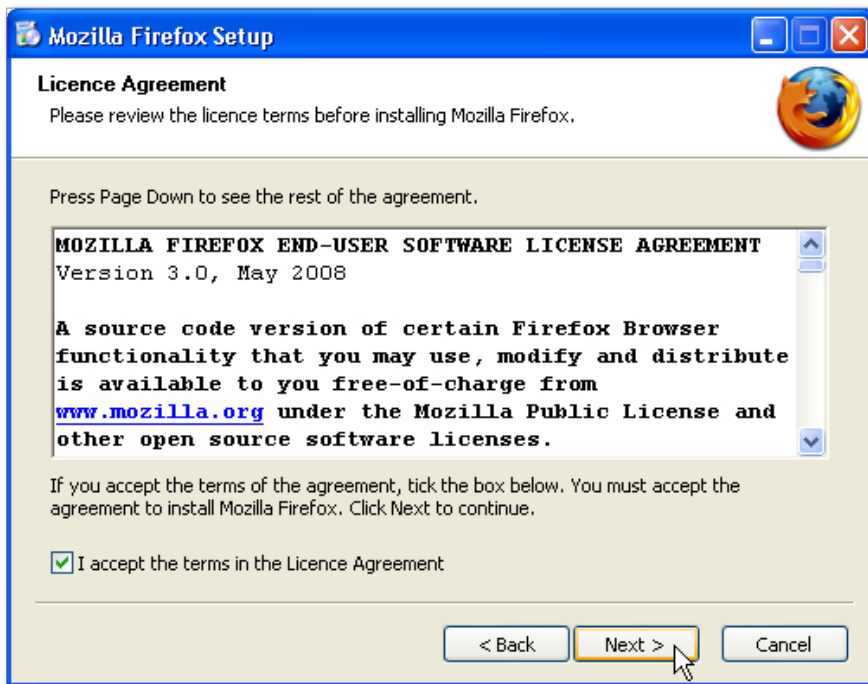 Mozilla Firefox Setup
Licence Agreement
Please review the licence terms before installing Mozilla Firefox.
Press Page Down to see the rest of the agreement.
MOZILLA FIREFOX END-USER SOFTWARE LICENSE AGREEMENT
Version 3.0, May 2008
A source code version of certain Firefox Browser
functionality that you may use, modify and distribute
is available to you free-of-charge from
www.mozilla.org under the Mozilla Public License and
other open source software licenses.
If you accept the terms of the agreement, tick the box below. You must accept the
agreement to install Mozilla Firefox. Click Next to continue.
I accept the terms in the Licence Agreement
< Back Next > Cancel